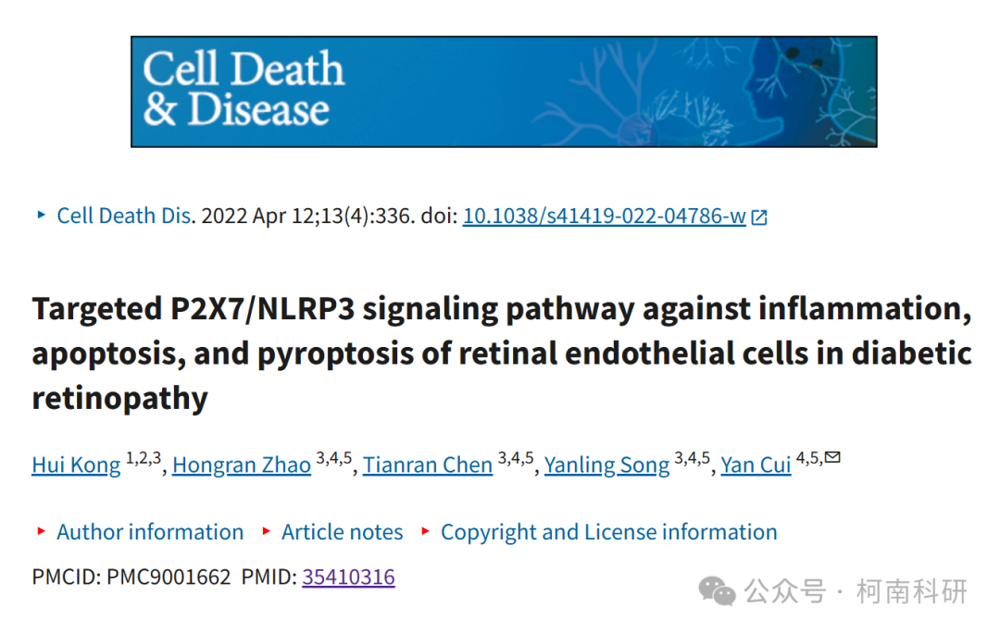 Cell Death
& Disease
Cell Death Dis. 2022 Apr 12;13(4):336. doi: 10.1038/s41419-022-04786-w
Targeted P2X7/NLRP3 signaling pathway against inflammation,
apoptosis, and pyroptosis of retinal endothelial cells in diabetic
retinopathy
Hui Kong 1,2,3, Hongran Zhao 3,4,5, Tianran Chen 3,4,5, Yanling Song 3,4,5, Yan Cui 4,5,✉
Author information Article notes Copyright and License information
PMCID: PMC9001662 PMID: 35410316
公众号 · 柯南科研